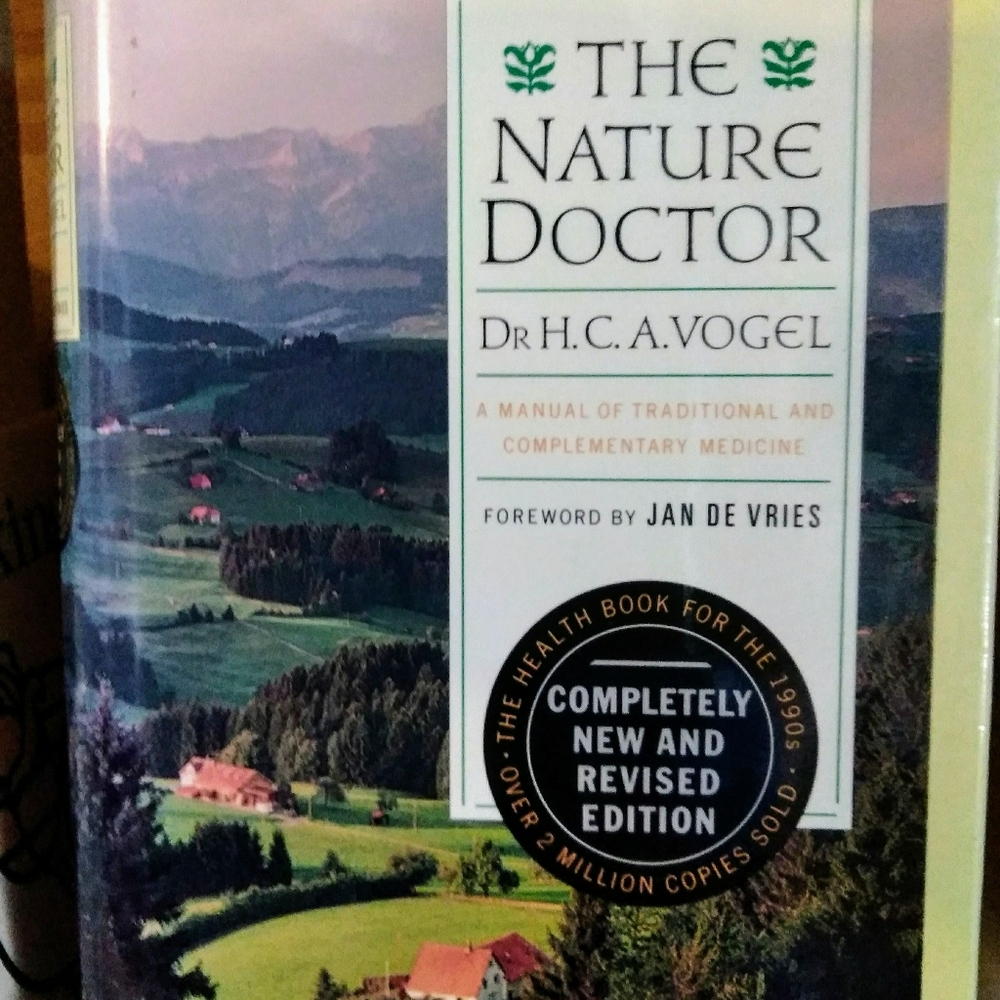 THE
NATURE
DOCTOR
DR H. C. A. VOGEL
A MANUAL OF TRADITIONAL AND
COMPLEMENTARY MEDICINE
FOREWORD BY JAN DE VRIES
· THE HEALTH BOOK FOR THE 1990s ·
COMPLETELY
NEW AND
REVISED
EDITION
OVER 2 MILLION COPIES SOLD